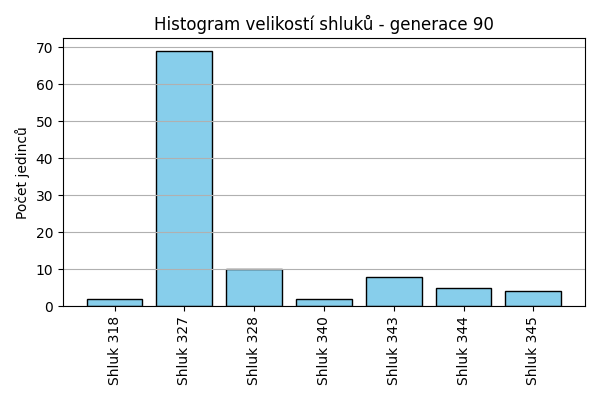 Histogram velikostí shluků - generace 90
Počet jedinců
70
60
50
40
30
20
10
0
Shluk 318
Shluk 327
Shluk 328
Shluk 340
Shluk 343
Shluk 344
Shluk 345